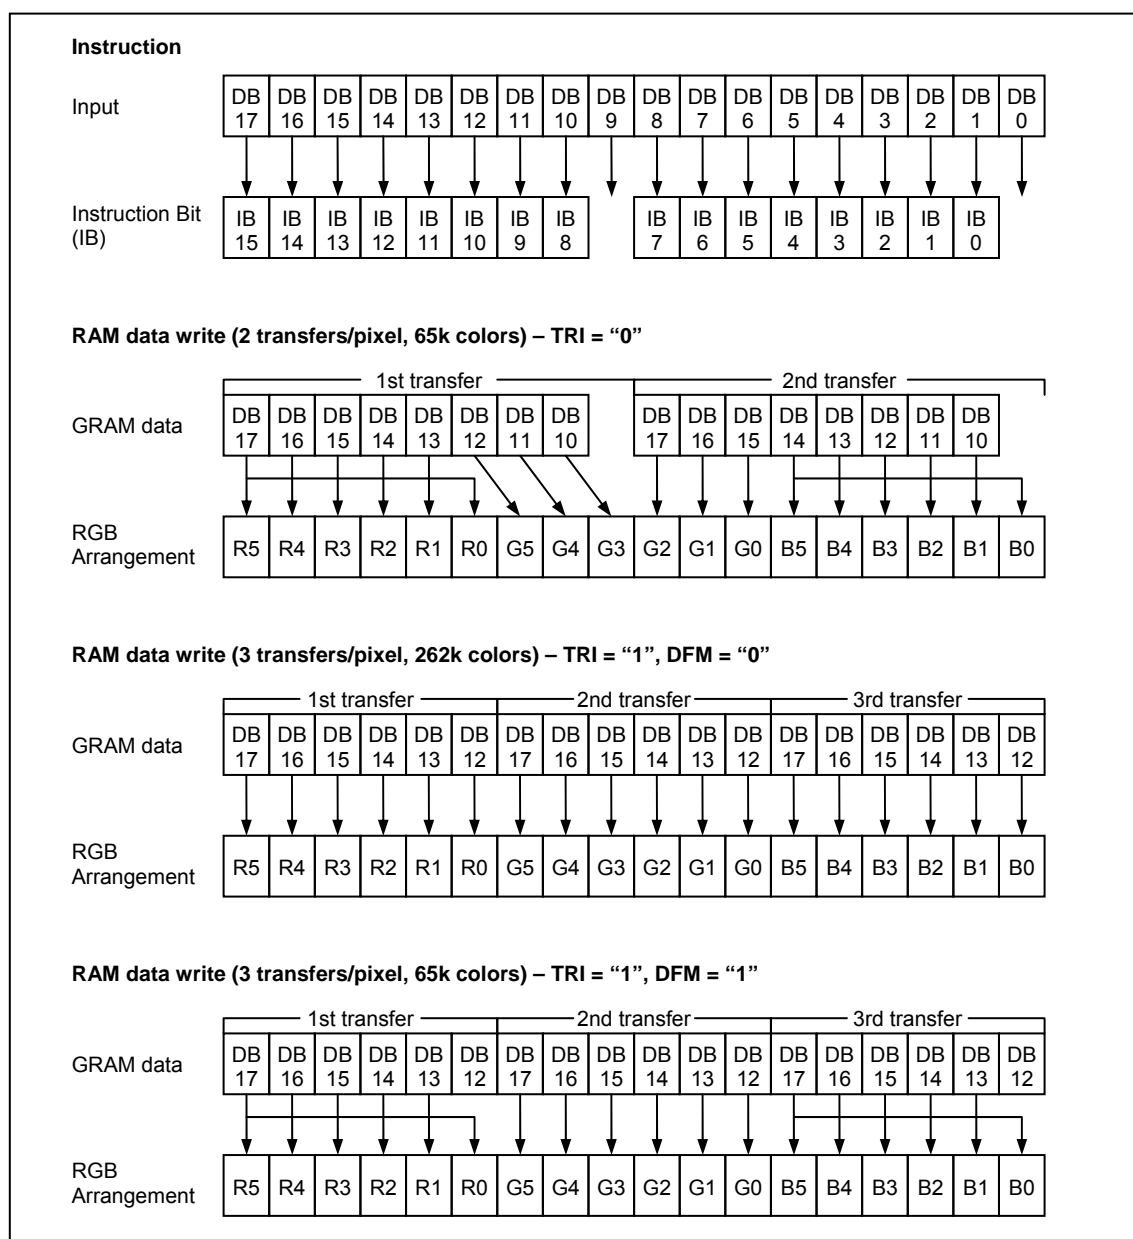 Instruction
Input
DB 17 DB 16 DB 15 DB 14 DB 13 DB 12 DB 11 DB 10 DB 9 DB 8 DB 7 DB 6 DB 5 DB 4 DB 3 DB 2 DB 1 DB 0
Instruction Bit
(IB)
IB 15 IB 14 IB 13 IB 12 IB 11 IB 10 IB 9 IB 8 IB 7 IB 6 IB 5 IB 4 IB 3 IB 2 IB 1 IB 0
RAM data write (2 transfers/pixel, 65k colors) – TRI = “0”
1st transfer 2nd transfer
GRAM data
DB 17 DB 16 DB 15 DB 14 DB 13 DB 12 DB 11 DB 10 DB 17 DB 16 DB 15 DB 14 DB 13 DB 12 DB 11 DB 10
RGB
Arrangement
R5 R4 R3 R2 R1 R0 G5 G4 G3 G2 G1 G0 B5 B4 B3 B2 B1 B0
RAM data write (3 transfers/pixel, 262k colors) – TRI = “1”, DFM = “0”
1st transfer 2nd transfer 3rd transfer
GRAM data
DB 17 DB 16 DB 15 DB 14 DB 13 DB 12 DB 17 DB 16 DB 15 DB 14 DB 13 DB 12 DB 17 DB 16 DB 15 DB 14 DB 13 DB 12
RGB
Arrangement
R5 R4 R3 R2 R1 R0 G5 G4 G3 G2 G1 G0 B5 B4 B3 B2 B1 B0
RAM data write (3 transfers/pixel, 65k colors) – TRI = “1”, DFM = “1”
1st transfer 2nd transfer 3rd transfer
GRAM data
DB 17 DB 16 DB 15 DB 14 DB 13 DB 12 DB 17 DB 16 DB 15 DB 14 DB 13 DB 12 DB 17 DB 16 DB 15 DB 14 DB 13 DB 12
RGB
Arrangement
R5 R4 R3 R2 R1 R0 G5 G4 G3 G2 G1 G0 B5 B4 B3 B2 B1 B0